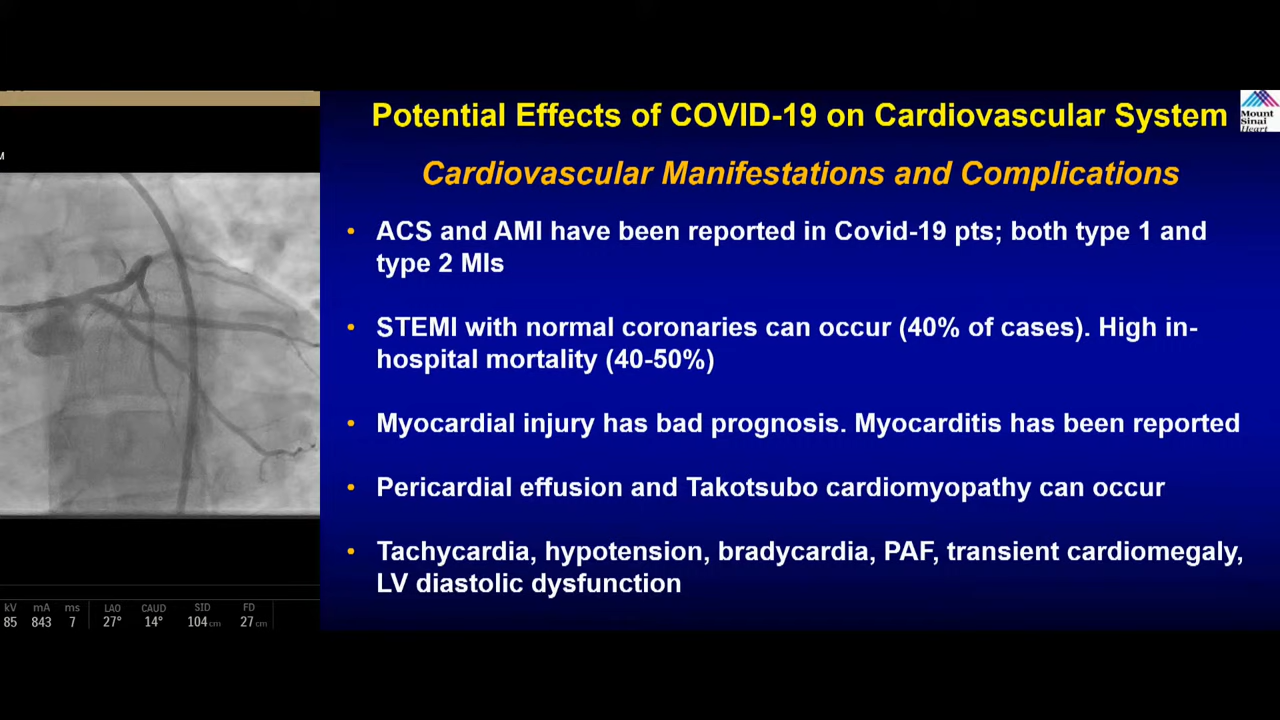 Potential Effects of COVID-19 on Cardiovascular System
Mount
Sinai
Heart
Cardiovascular Manifestations and Complications
M
• ACS and AMI have been reported in Covid-19 pts; both type 1 and
type 2 MIs
• STEMI with normal coronaries can occur (40% of cases). High in-
hospital mortality (40-50%)
• Myocardial injury has bad prognosis. Myocarditis has been reported
• Pericardial effusion and Takotsubo cardiomyopathy can occur
• Tachycardia, hypotension, bradycardia, PAF, transient cardiomegaly,
LV diastolic dysfunction
kV mA ms LAO CAUD SID FD
85 843 7 27° 14° 104 cm 27 cm